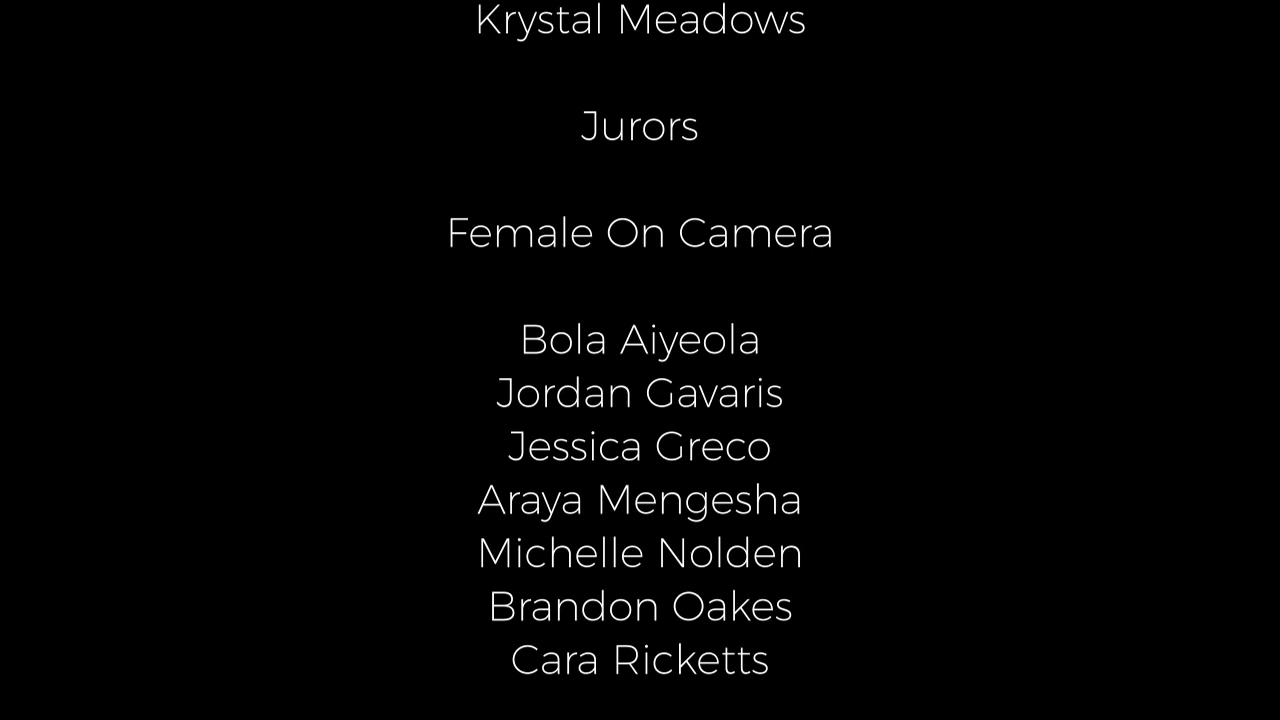 Krystal Meadows
Jurors
Female On Camera
Bola Aiyeola
Jordan Gavaris
Jessica Greco
Araya Mengesha
Michelle Nolden
Brandon Oakes
Cara Ricketts